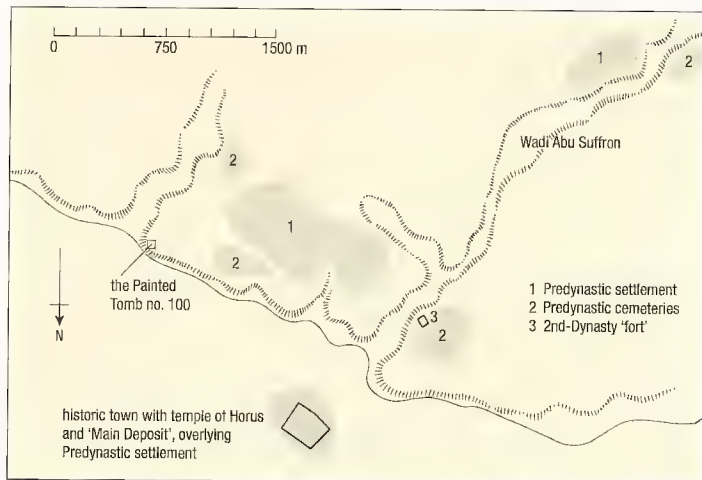 0 750 1500 m
1
2
Wadi Abu Suffron
2
1
2
the Painted
Tomb no. 100
1 Predynastic settlement
2 Predynastic cemeteries
3 2nd-Dynasty 'fort'
3
2
N
historic town with temple of Horus
and 'Main Deposit', overlying
Predynastic settlement